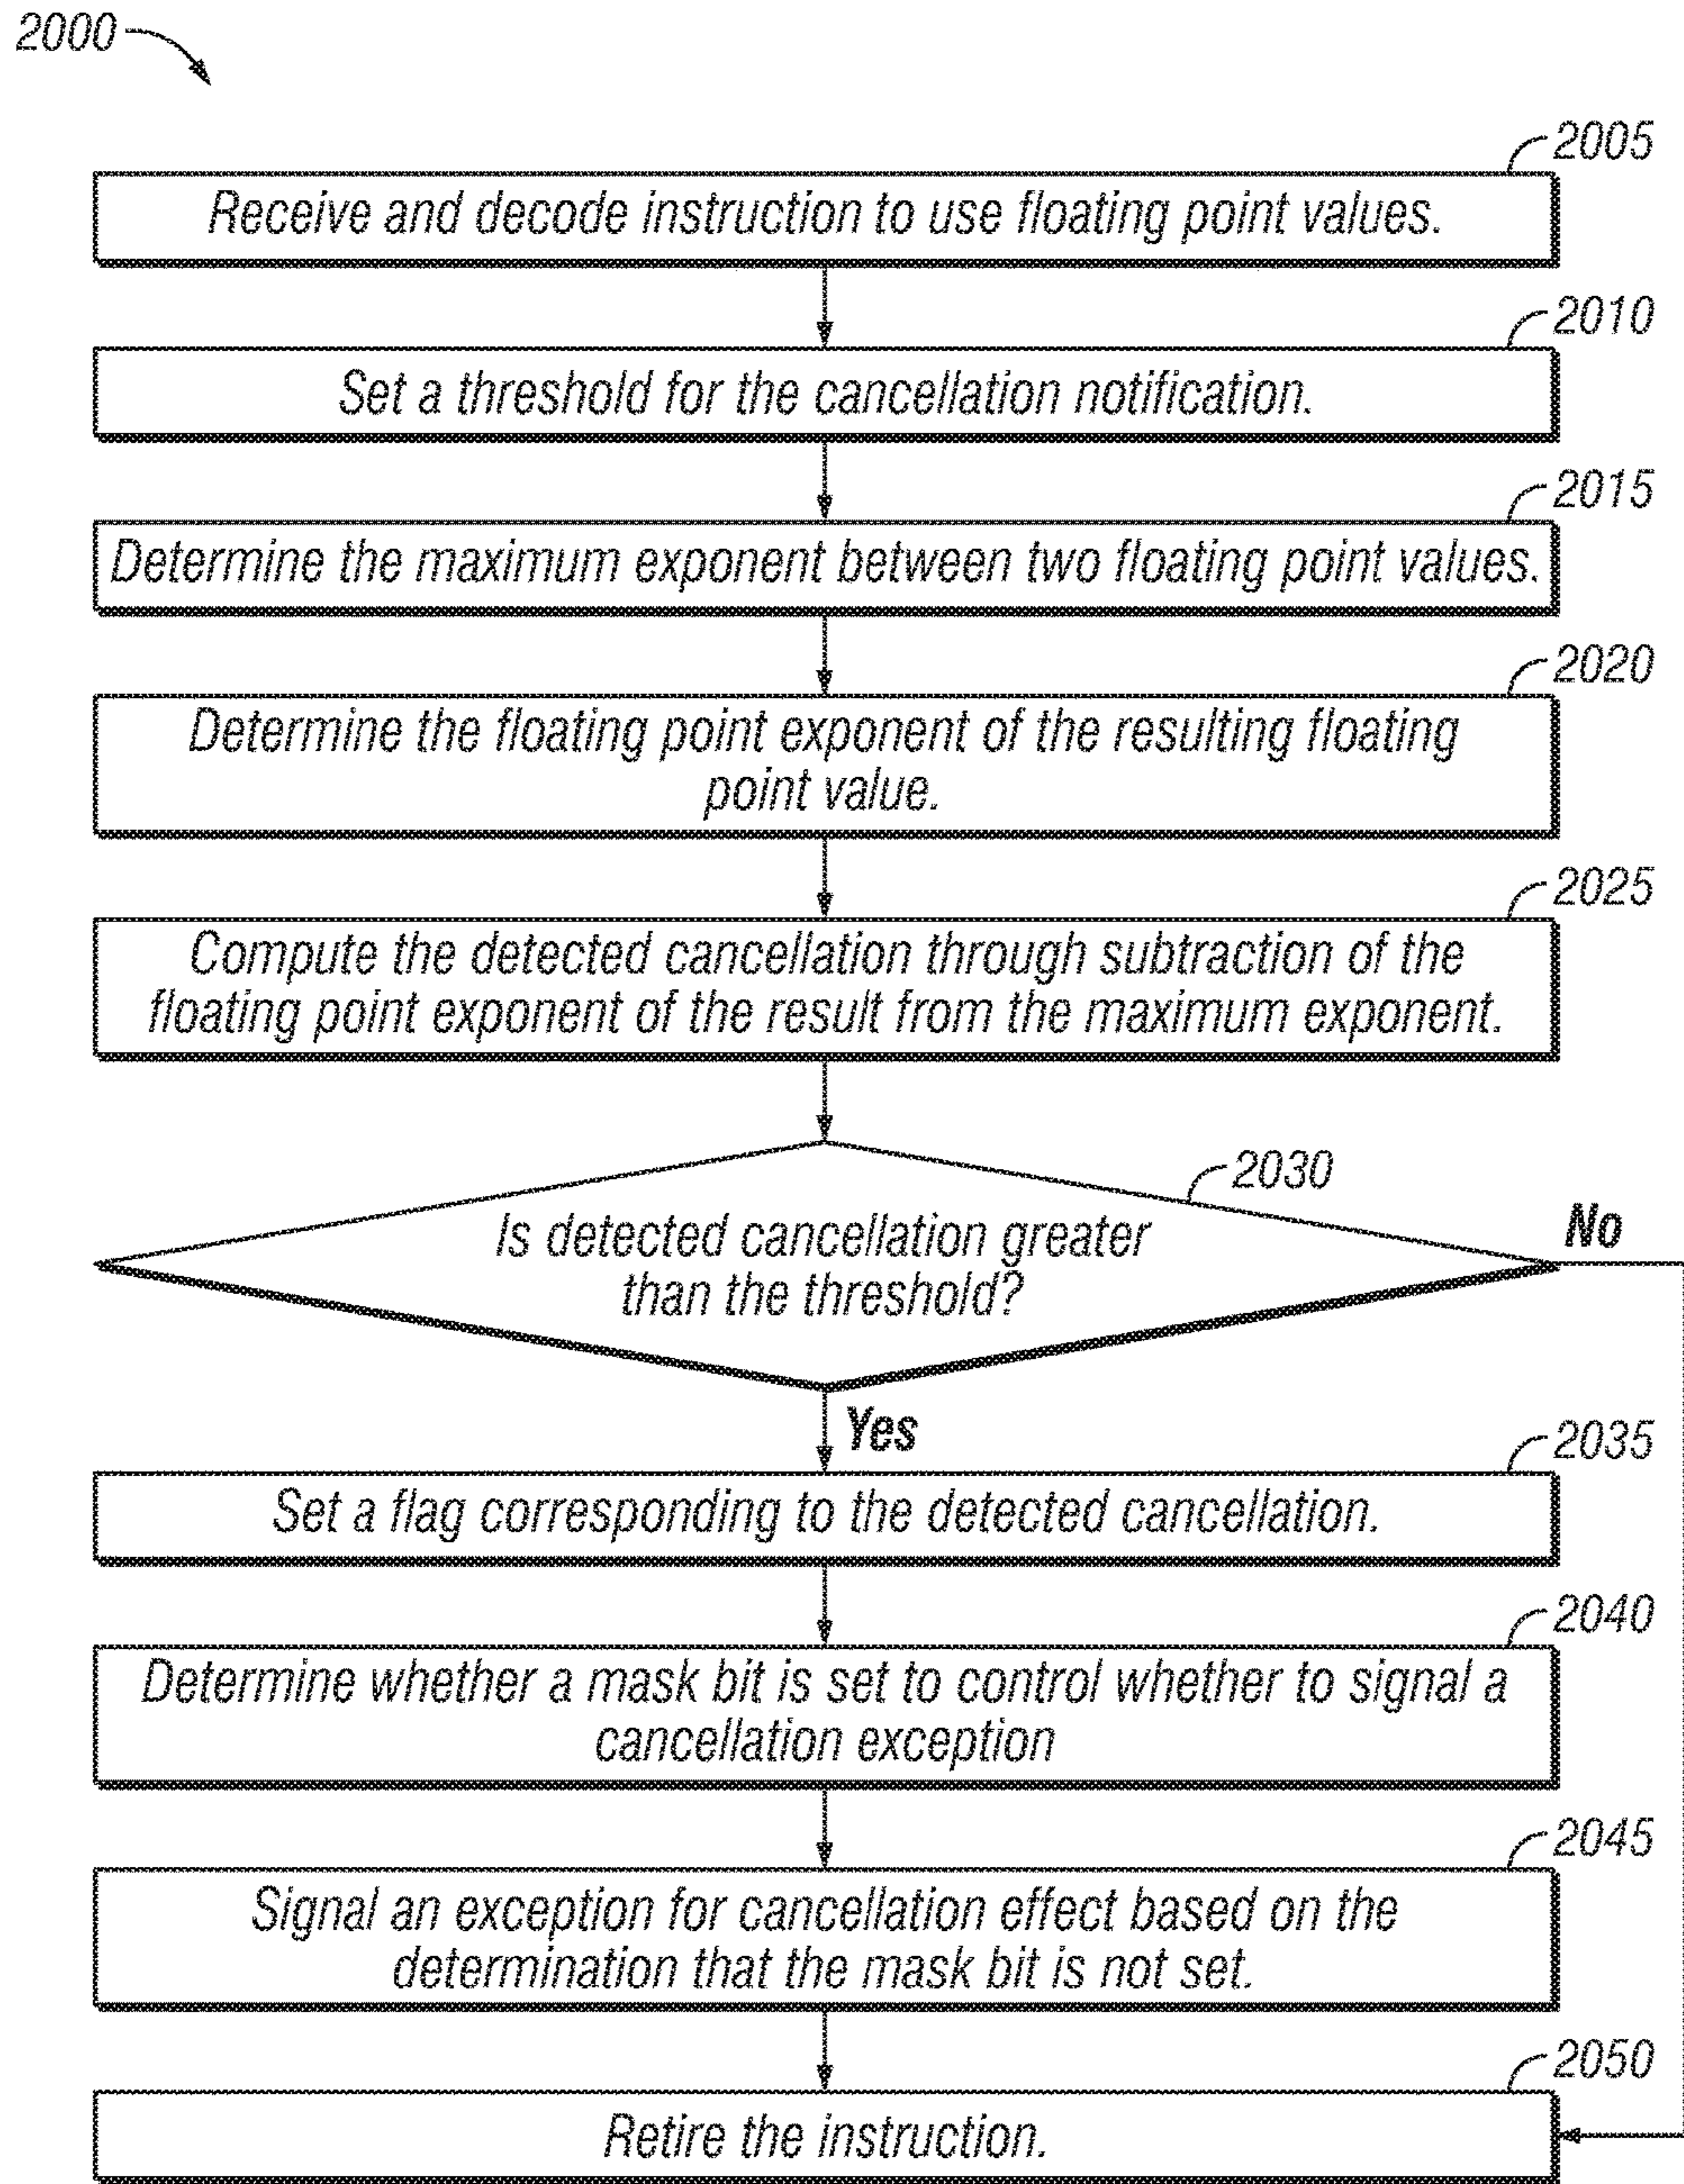 2000
2005
Receive and decode instruction to use floating point values.
2010
Set a threshold for the cancellation notification.
2015
Determine the maximum exponent between two floating point values.
2020
Determine the floating point exponent of the resulting floating
point value.
2025
Compute the detected cancellation through subtraction of the
floating point exponent of the result from the maximum exponent.
2030
Is detected cancellation greater
than the threshold?
No
Yes
2035
Set a flag corresponding to the detected cancellation.
2040
Determine whether a mask bit is set to control whether to signal a
cancellation exception
2045
Signal an exception for cancellation effect based on the
determination that the mask bit is not set.
2050
Retire the instruction.